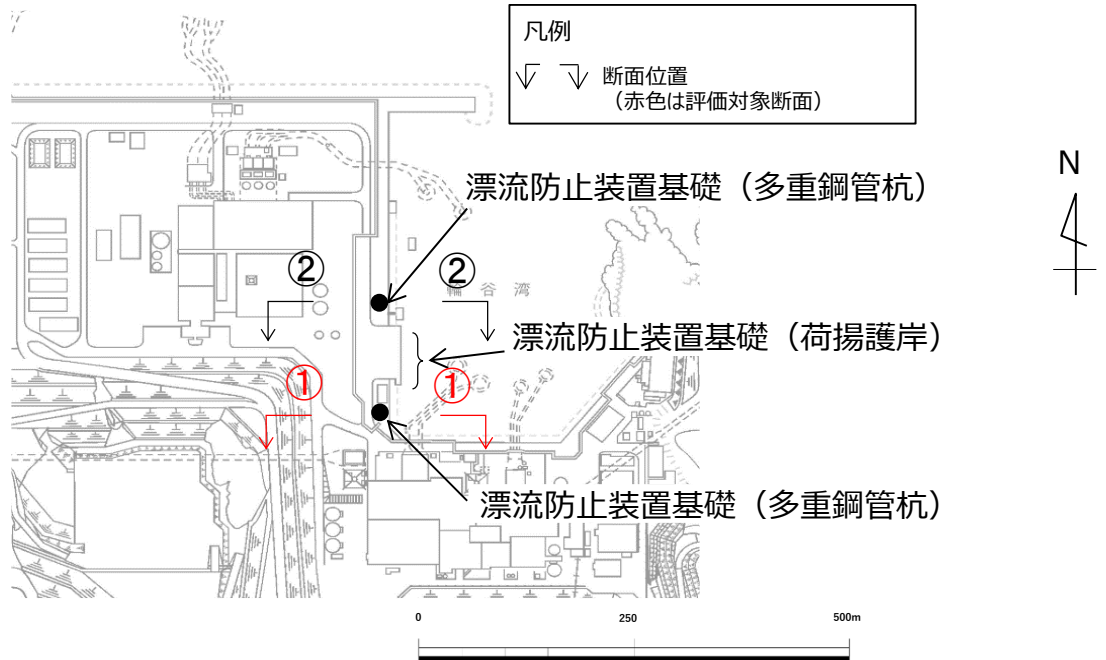 凡例
断面位置
（赤色は評価対象断面）
N
漂流防止装置基礎（多重鋼管杭）
② ②
輪谷湾
漂流防止装置基礎（荷揚護岸）
① ①
漂流防止装置基礎（多重鋼管杭）
0 250 500m